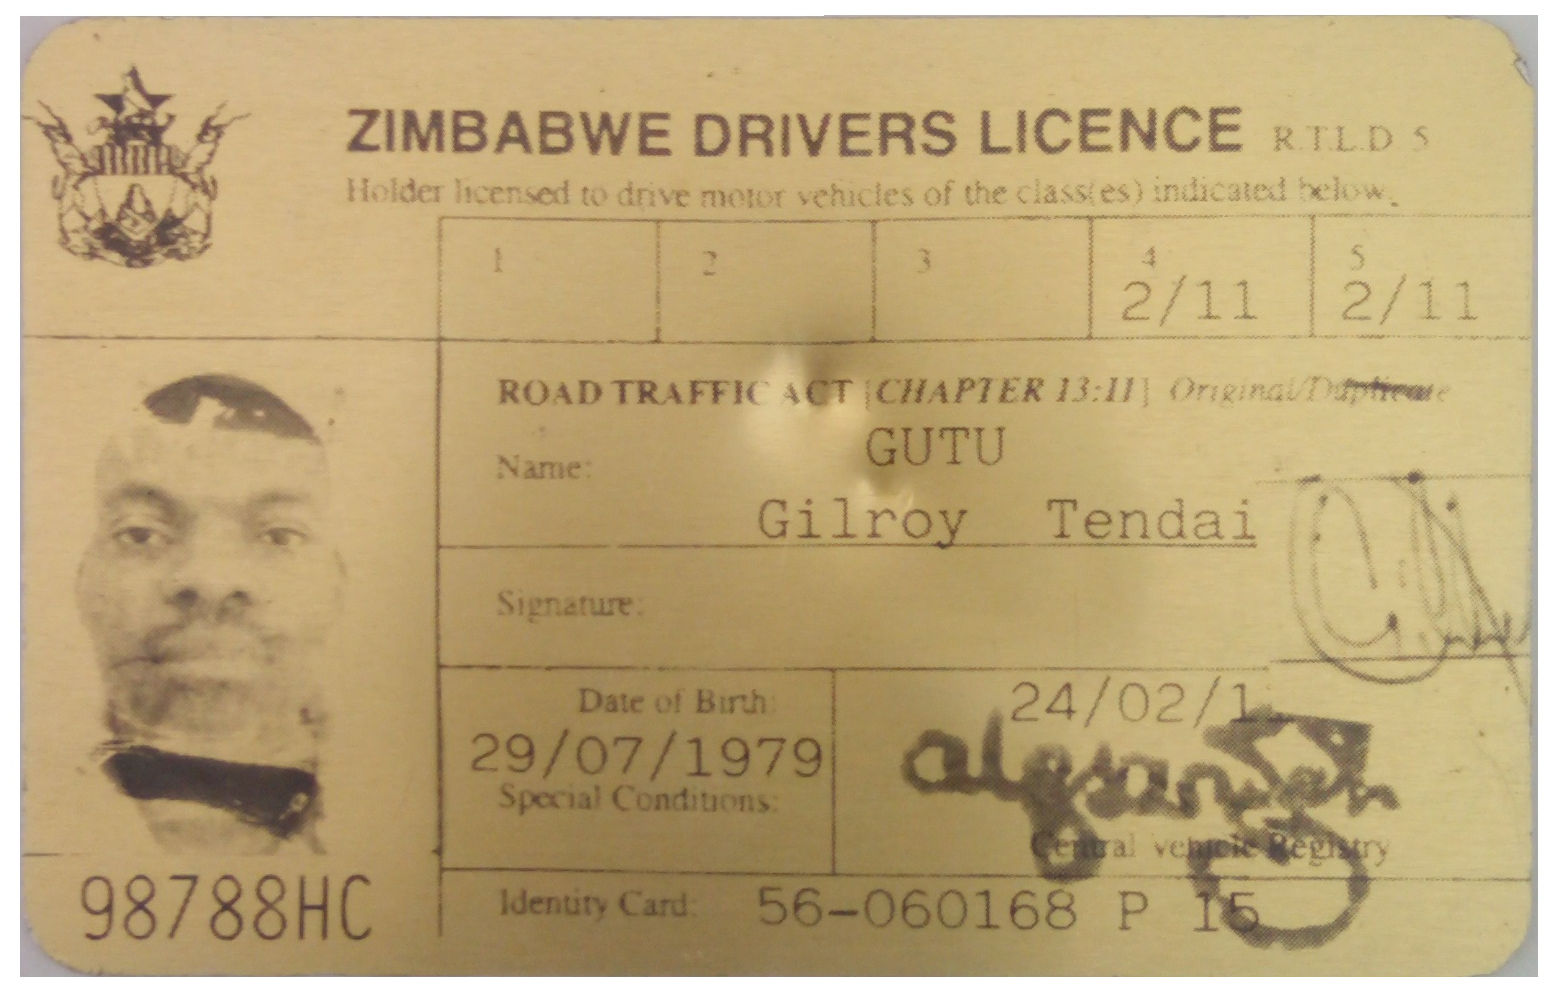 ZIMBABWE DRIVERS LICENCE R.T.L.D 5
Holder licensed to drive motor vehicles of the class(es) indicated below.
1 2 3 4 5
2/11 2/11
ROAD TRAFFIC ACT [CHAPTER 13:11] Original/Duplicate
GUTU
Name:
Gilroy Tendai
Signature:
Date of Birth: 24/02/1
29/07/1979
Special Conditions:
Central vehicle Registry
98788HC
Identity Card: 56-060168 P 15